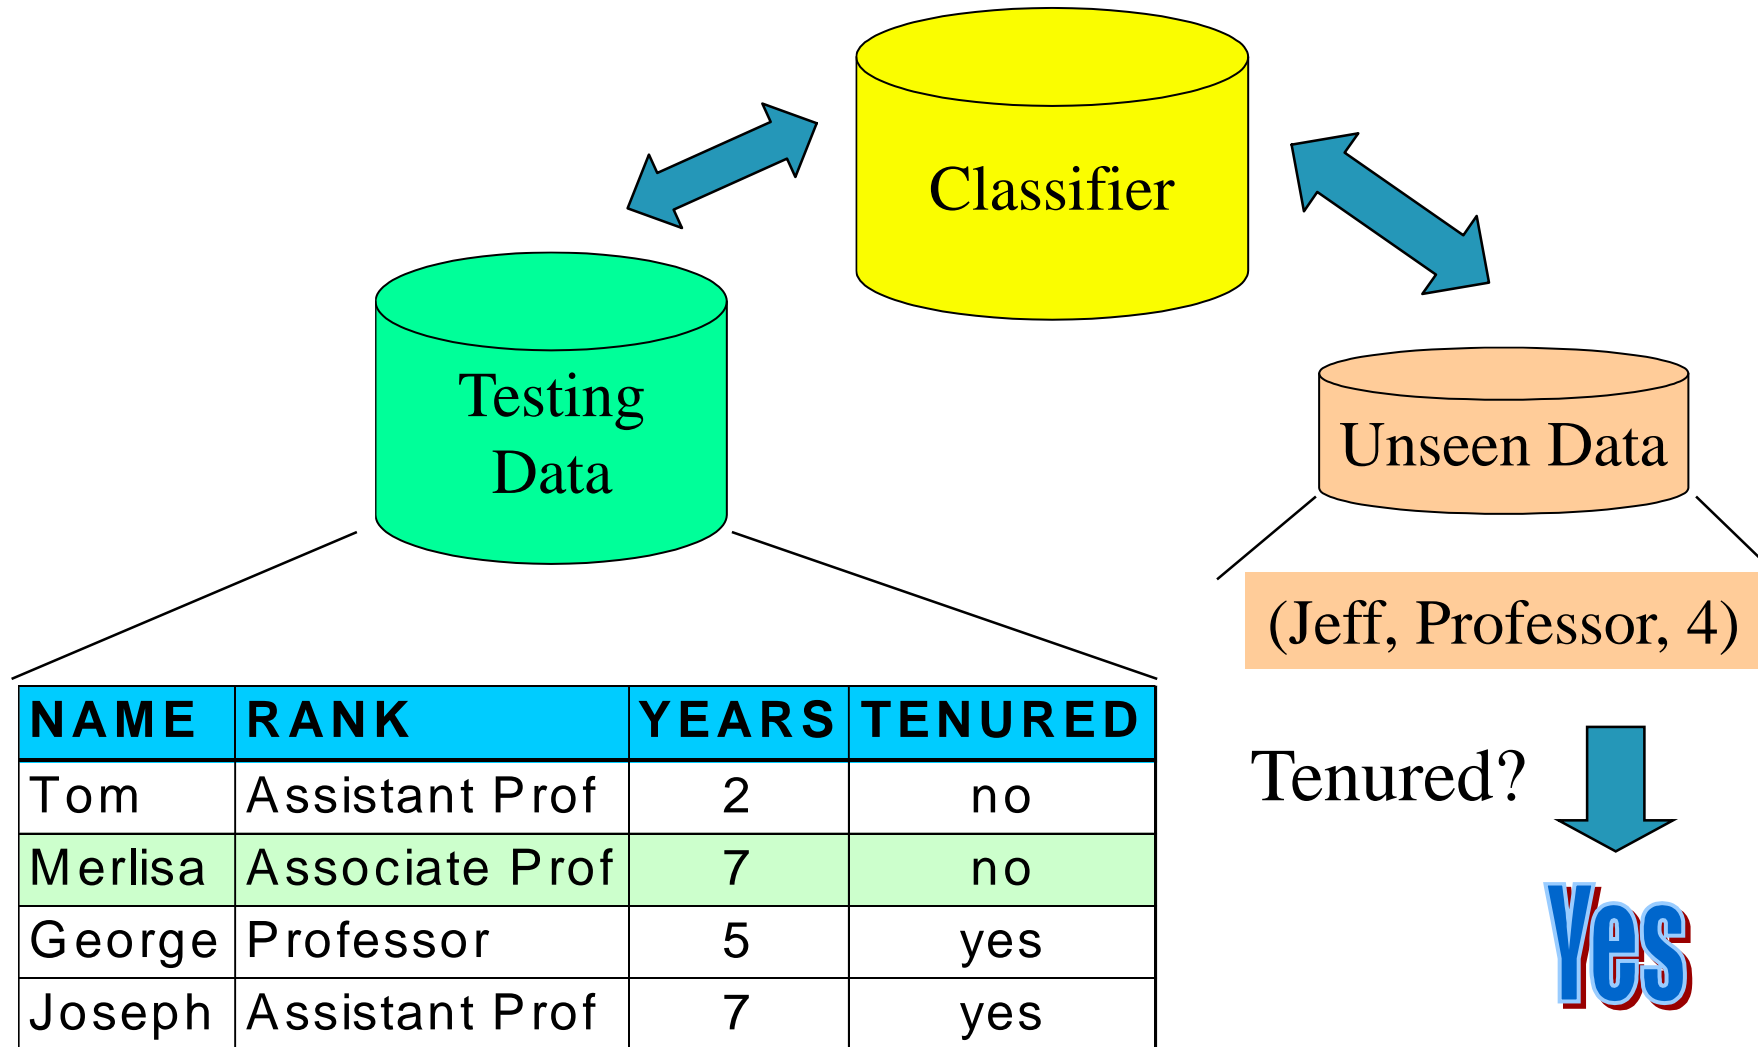 Classifier
Testing
Data
Unseen Data
(Jeff, Professor, 4)
NAME RANK YEARS TENURED
Tom Assistant Prof 2 no
Merlisa Associate Prof 7 no
George Professor 5 yes
Joseph Assistant Prof 7 yes
Tenured?
Yes